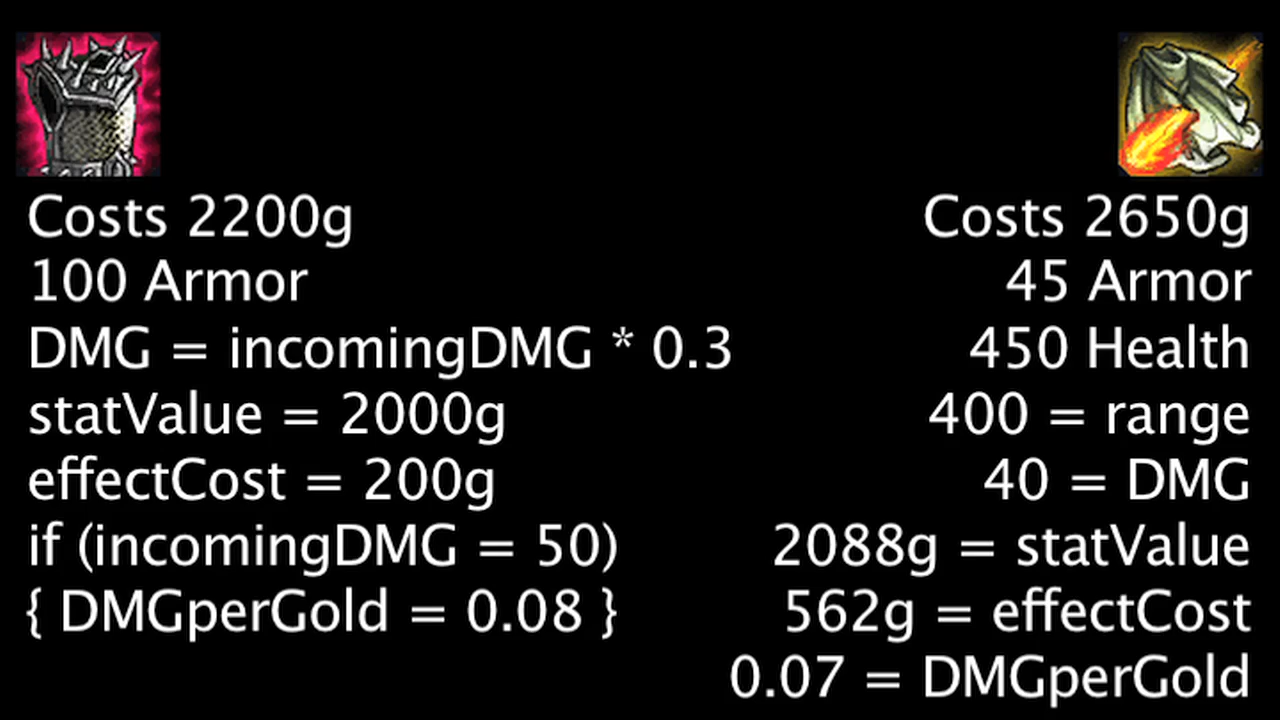 Costs 2200g
100 Armor
DMG = incomingDMG * 0.3
statValue = 2000g
effectCost = 200g
if (incomingDMG = 50)
{ DMGperGold = 0.08 }
Costs 2650g
45 Armor
450 Health
400 = range
40 = DMG
2088g = statValue
562g = effectCost
0.07 = DMGperGold